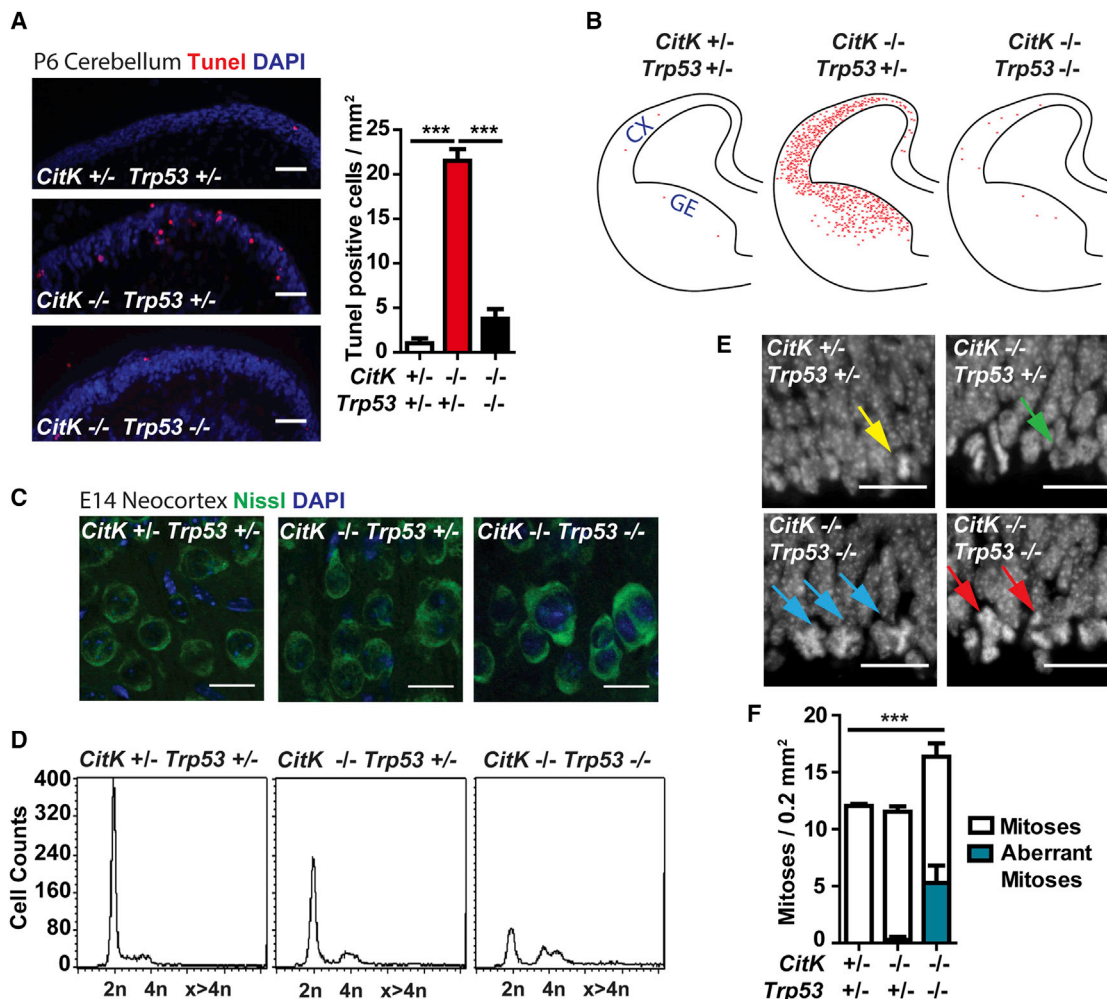 A
P6 Cerebellum Tunel DAPI
CitK +/- Trp53 +/-
CitK -/- Trp53 +/-
CitK -/- Trp53 -/-
Tunel positive cells / mm²
25
20
15
10
5
0
*** ***
CitK +/- -/- -/-
Trp53 +/- +/- -/-
B
CitK +/- CitK -/- CitK -/-
Trp53 +/- Trp53 +/- Trp53 -/-
CX
GE
C
E14 Neocortex Nissl DAPI
CitK +/- Trp53 +/- CitK -/- Trp53 +/- CitK -/- Trp53 -/-
D
CitK +/- Trp53 +/- CitK -/- Trp53 +/- CitK -/- Trp53 -/-
Cell Counts
400
320
240
160
80
0
2n 4n x>4n 2n 4n x>4n 2n 4n x>4n
E
CitK +/-
Trp53 +/-
CitK -/-
Trp53 +/-
CitK -/-
Trp53 -/-
CitK -/-
Trp53 -/-
F
Mitoses / 0.2 mm²
20
15
10
5
0
***
Mitoses
Aberrant
Mitoses
CitK +/- -/- -/-
Trp53 +/- +/- -/-